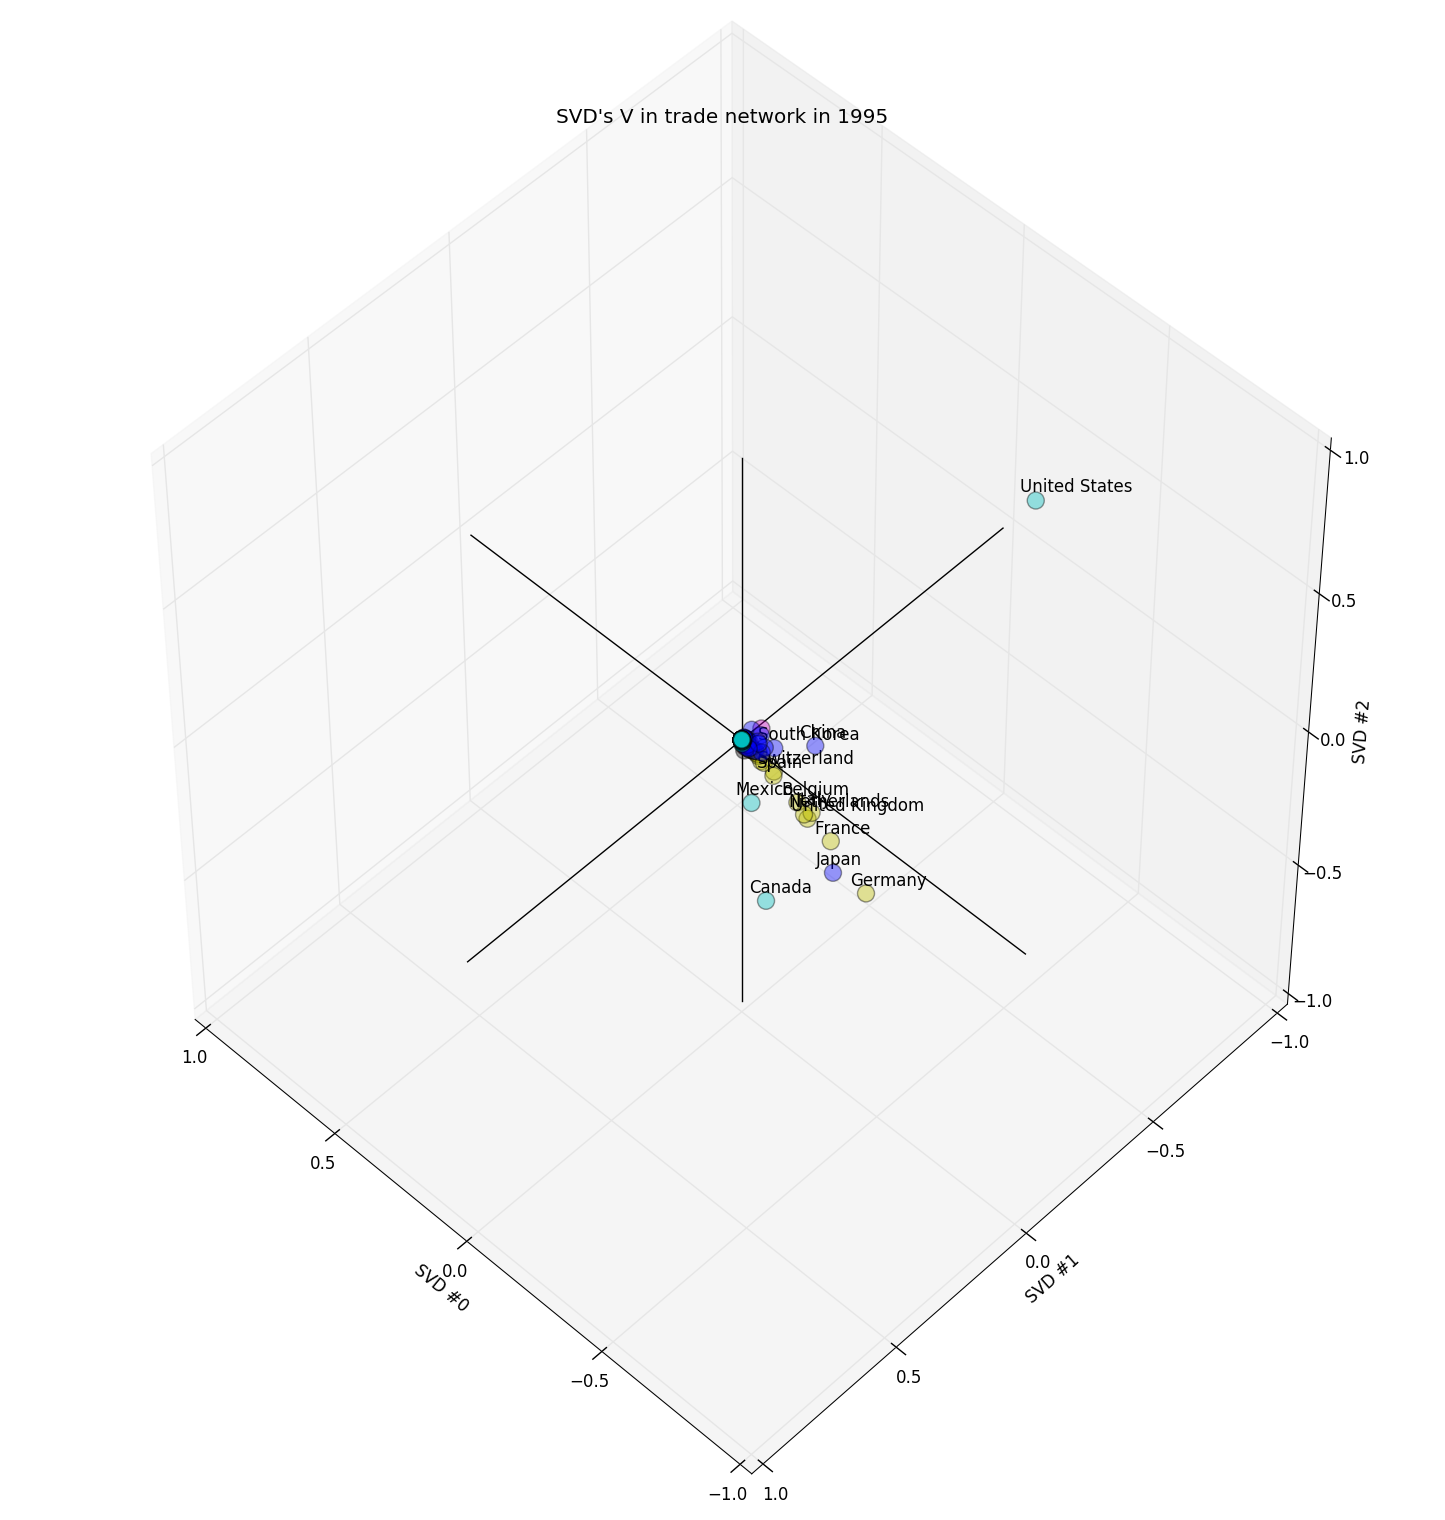 SVD's V in trade network in 1995
United States
1.0
0.5
China
South Korea
0.0
SVD #2
Switzerland
Spain
Mexico
Belgium
Netherlands
United Kingdom
France
Japan
−0.5
Germany
Canada
−1.0
−1.0
1.0
−0.5
0.5
0.0
SVD #1
0.0
SVD #0
0.5
−0.5
−1.0
1.0